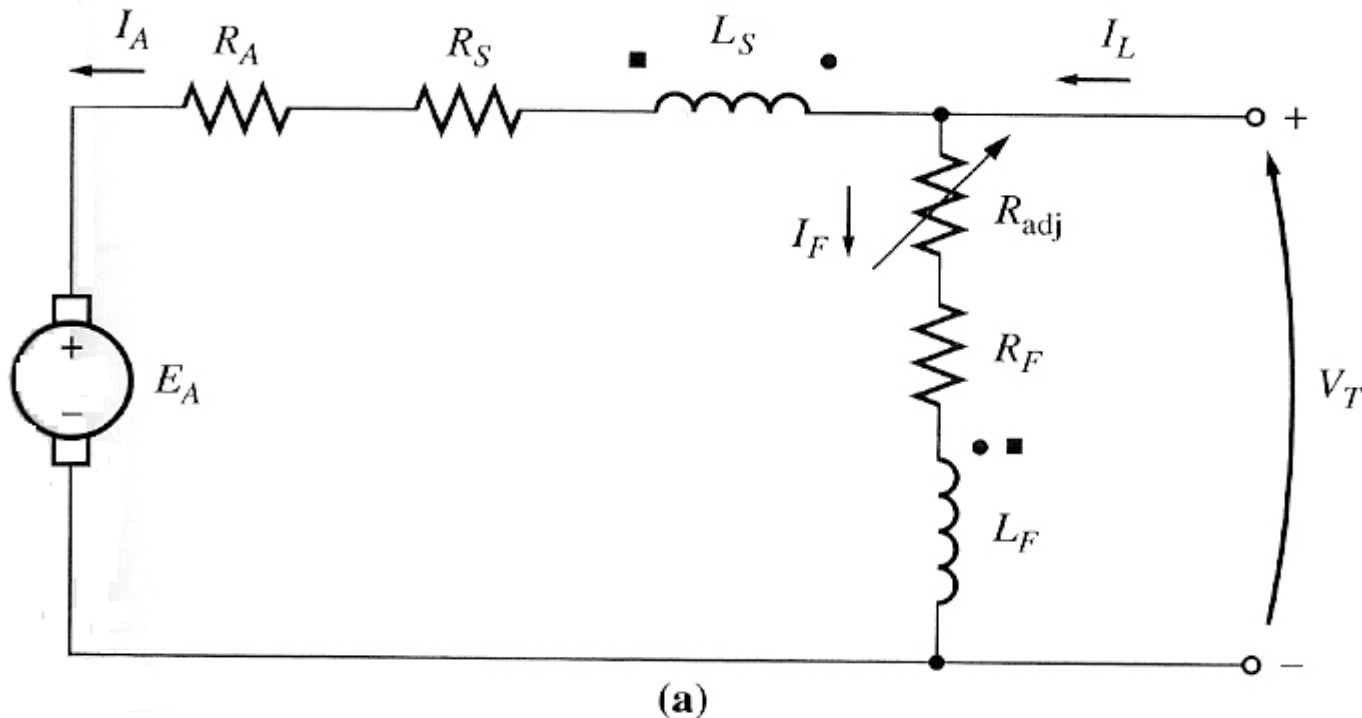 I_A
R_A
R_S
L_S
I_L
+
I_F
R_adj
+
E_A
−
R_F
V_T
L_F
−
(a)